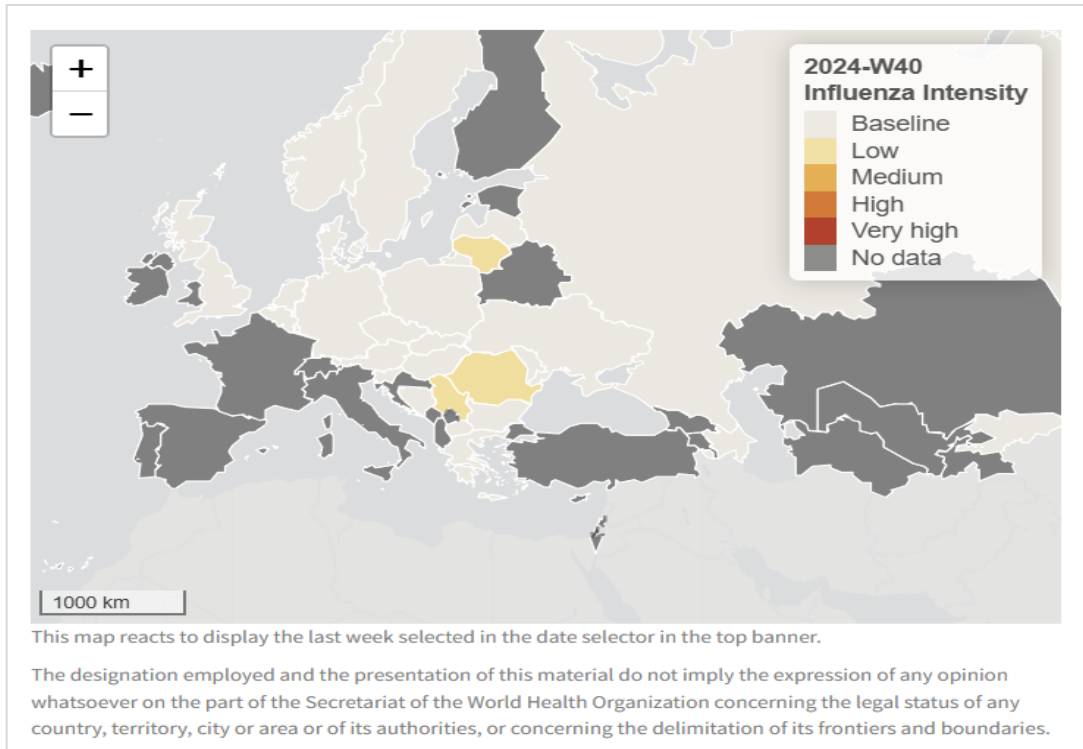 +
−
2024-W40
Influenza Intensity
Baseline
Low
Medium
High
Very high
No data
1000 km
This map reacts to display the last week selected in the date selector in the top banner.
The designation employed and the presentation of this material do not imply the expression of any opinion
whatsoever on the part of the Secretariat of the World Health Organization concerning the legal status of any
country, territory, city or area or of its authorities, or concerning the delimitation of its frontiers and boundaries.